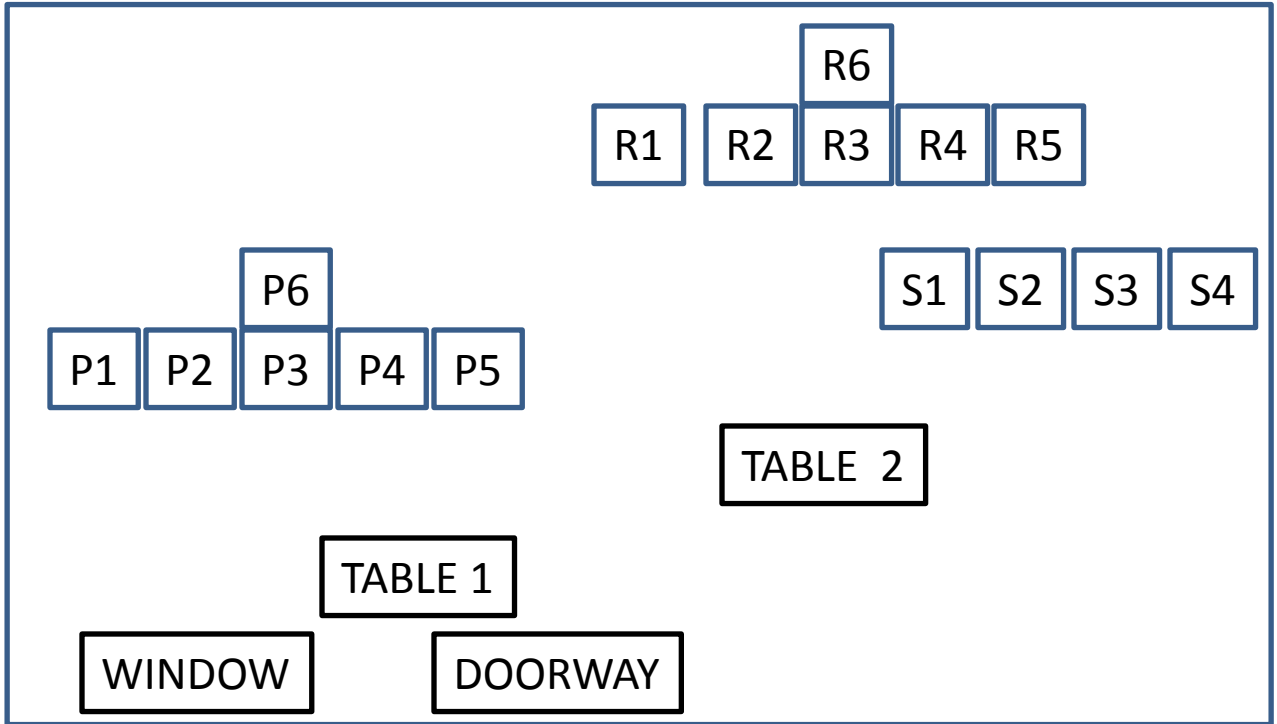 R6
R1 R2 R3 R4 R5
P6 S1 S2 S3 S4
P1 P2 P3 P4 P5
TABLE 2
TABLE 1
WINDOW DOORWAY